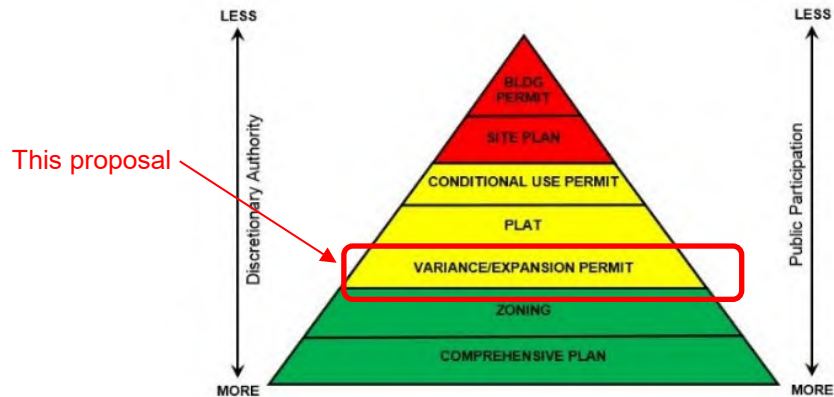 LESS
LESS
BLDG
PERMIT
SITE PLAN
This proposal
CONDITIONAL USE PERMIT
Discretionary Authority
Public Participation
PLAT
VARIANCE/EXPANSION PERMIT
ZONING
COMPREHENSIVE PLAN
MORE
MORE